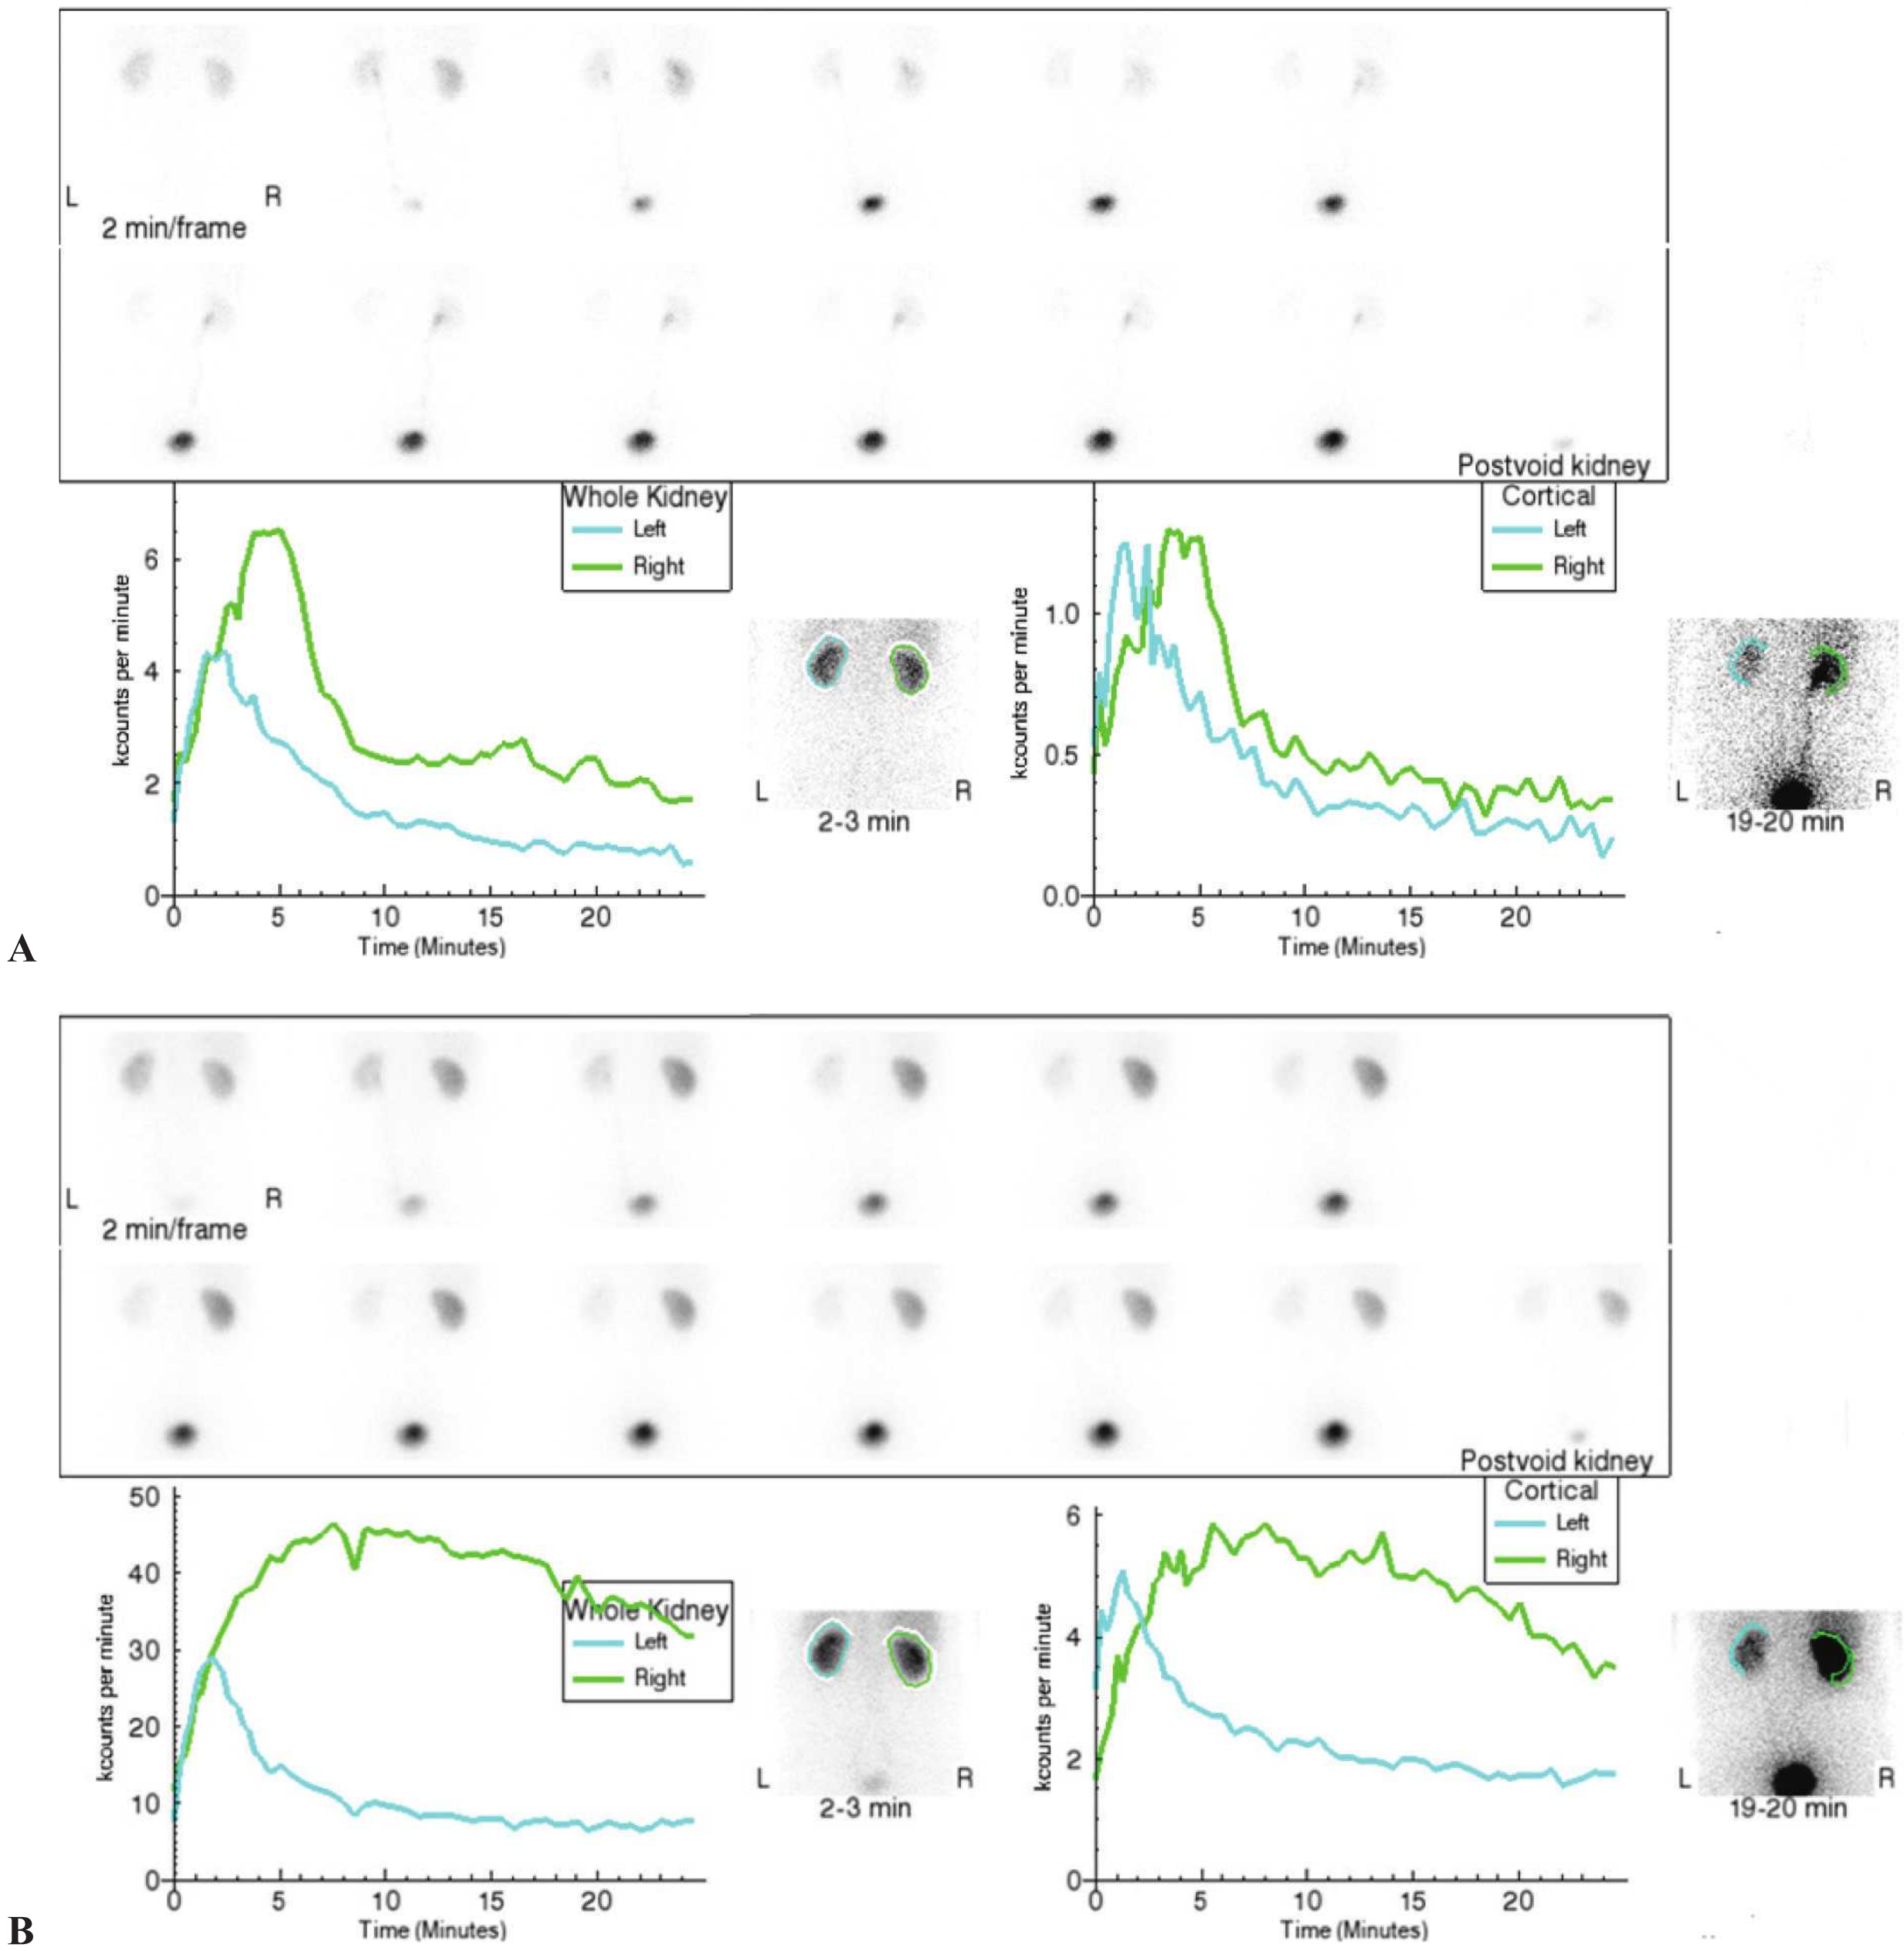 L
R
2 min/frame
Postvoid kidney
Whole Kidney
Left
Right
kcounts per minute
6
4
2
0
0 5 10 15 20
Time (Minutes)
L
R
2-3 min
Cortical
Left
Right
kcounts per minute
1.0
0.5
0.0
0 5 10 15 20
Time (Minutes)
L
R
19-20 min
A
L
R
2 min/frame
Postvoid kidney
50
40
30
20
10
0
kcounts per minute
Whole Kidney
Left
Right
0 5 10 15 20
Time (Minutes)
L
R
2-3 min
Cortical
Left
Right
kcounts per minute
6
4
2
0
0 5 10 15 20
Time (Minutes)
L
R
19-20 min
B